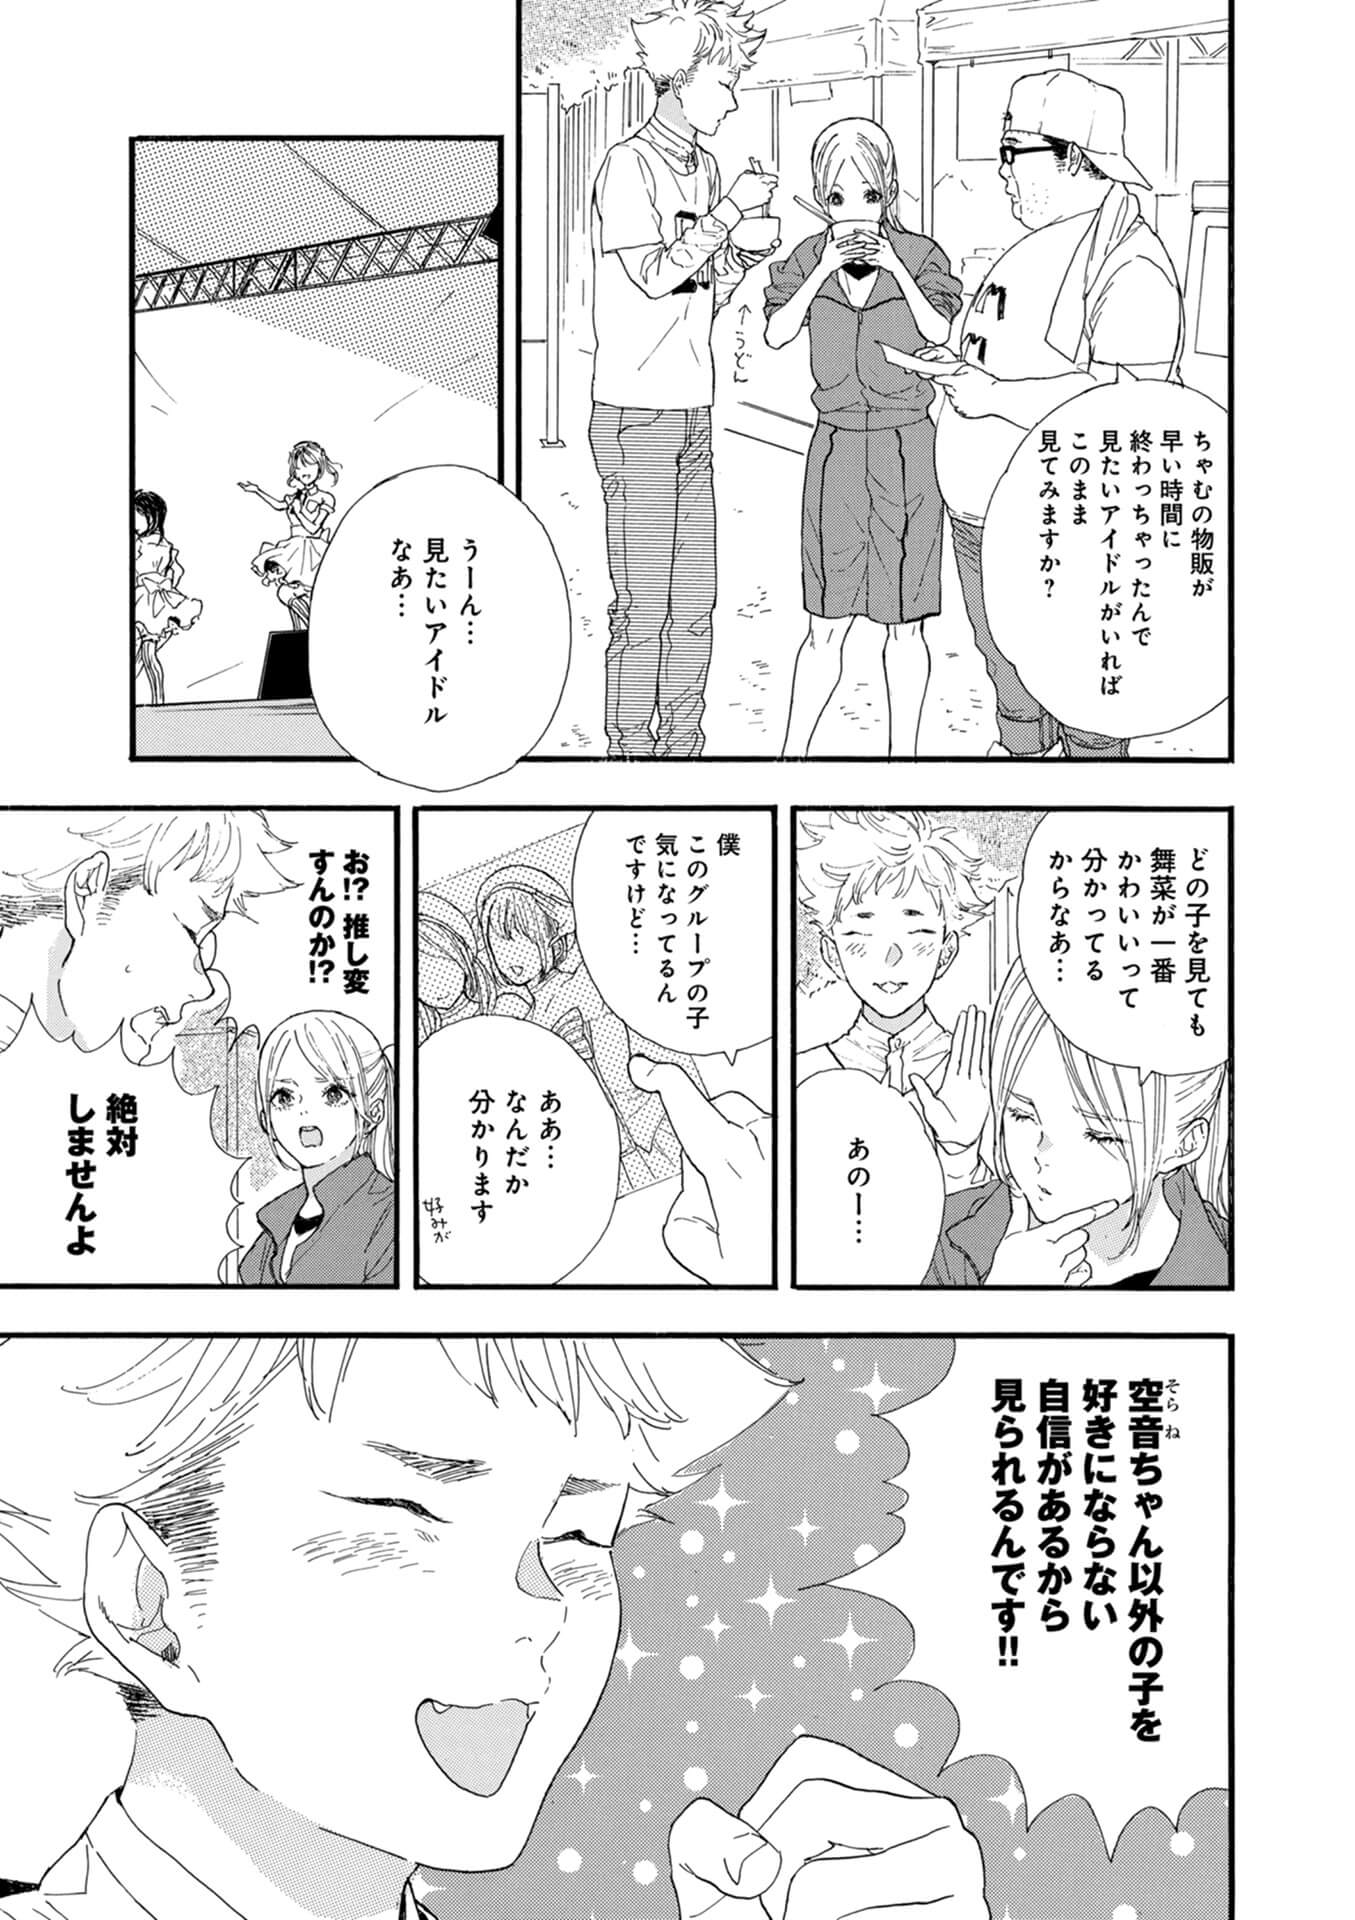 ちゃむの物販が
早い時間に
終わっちゃったんで
見たいアイドルがいれば
このまま
見てみますか?
←うどん
うーん…
見たいアイドル
なあ…
どの子を見ても
舞菜が一番
かわいいって
分かってる
からなあ…
あのー…
僕
このグループの子
気になってるん
ですけど…
ああ…
なんだか
分かります
好みが
お!?推し変
すんのか!?
絶対
しませんよ
空音ちゃん以外の子を
そらね
好きにならない
自信があるから
見られるんです!!